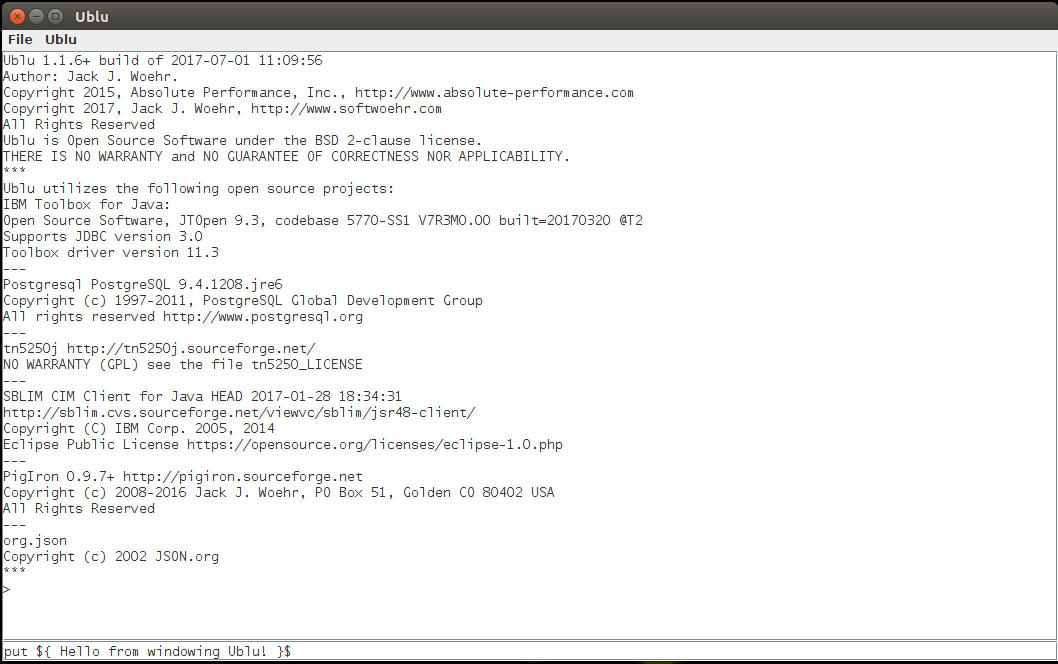 Ublu
File Ublu
Ublu 1.1.6+ build of 2017-07-01 11:09:56
Author: Jack J. Woehr.
Copyright 2015, Absolute Performance, Inc., http://www.absolute-performance.com
Copyright 2017, Jack J. Woehr, http://www.softwoehr.com
All Rights Reserved
Ublu is Open Source Software under the BSD 2-clause license.
THERE IS NO WARRANTY and NO GUARANTEE OF CORRECTNESS NOR APPLICABILITY.
***
Ublu utilizes the following open source projects:
IBM Toolbox for Java:
Open Source Software, JTOpen 9.3, codebase 5770-SS1 V7R3M0.00 built=20170320 @T2
Supports JDBC version 3.0
Toolbox driver version 11.3
---
Postgresql PostgreSQL 9.4.1208.jre6
Copyright (c) 1997-2011, PostgreSQL Global Development Group
All rights reserved http://www.postgresql.org
---
tn5250j http://tn5250j.sourceforge.net/
NO WARRANTY (GPL) see the file tn5250_LICENSE
---
SBLIM CIM Client for Java HEAD 2017-01-28 18:34:31
http://sblim.cvs.sourceforge.net/viewvc/sblim/jsr48-client/
Copyright (C) IBM Corp. 2005, 2014
Eclipse Public License https://opensource.org/licenses/eclipse-1.0.php
---
PigIron 0.9.7+ http://pigiron.sourceforge.net
Copyright (c) 2008-2016 Jack J. Woehr, PO Box 51, Golden CO 80402 USA
All Rights Reserved
---
org.json
Copyright (c) 2002 JSON.org
***
>
put ${ Hello from windowing Ublu! }$